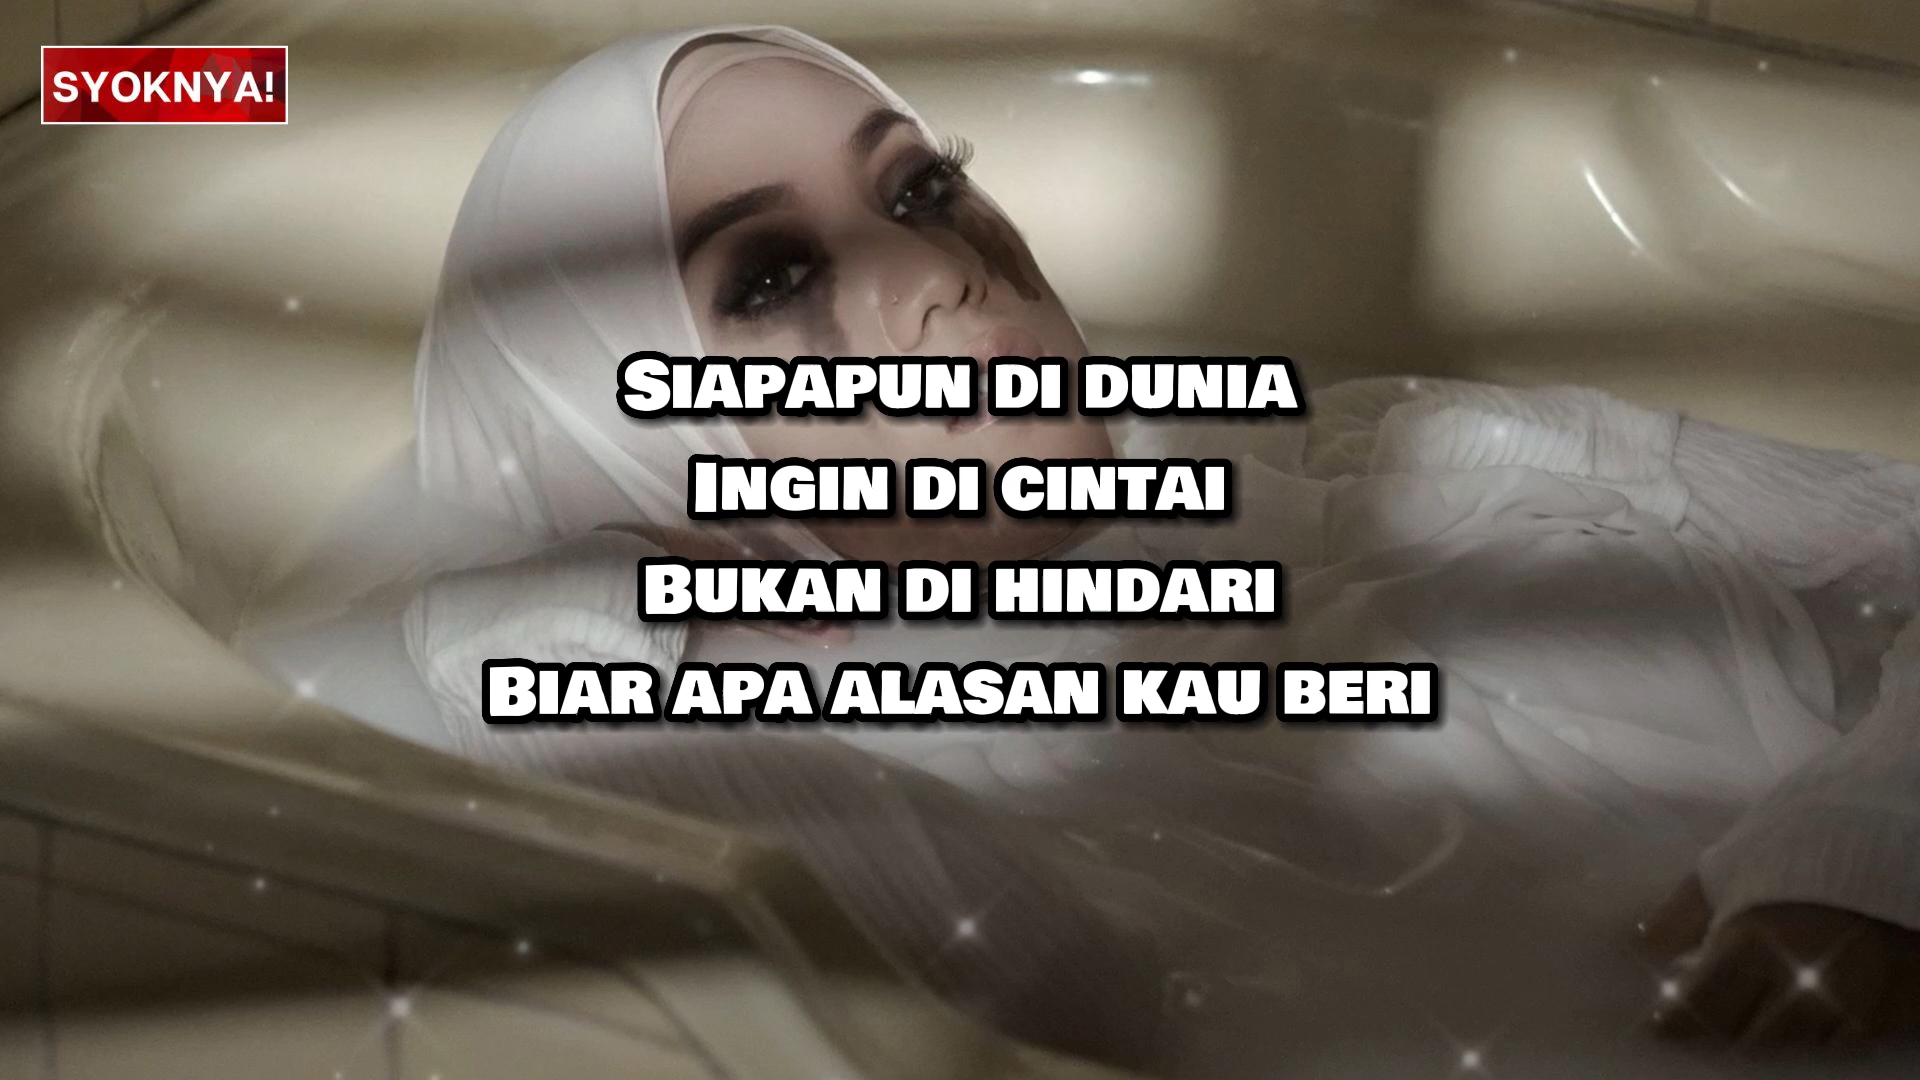 SYOKNYA!
Siapapun di dunia
Ingin di cintai
Bukan di hindari
Biar apa alasan kau beri